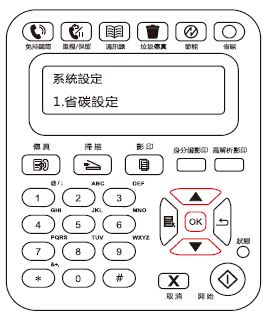 免持聽筒 重撥/保留 通訊錄 垃圾傳真 節能 省碳
系統設定
1.省碳設定
傳真 掃描 影印 身分證影印 高解析影印
@/: ABC DEF
1 2 3
GHI JKL MNO
4 5 6
PQRS TUV WXYZ
7 8 9
&+,
* 0 #
OK
狀態
X
取消 開始